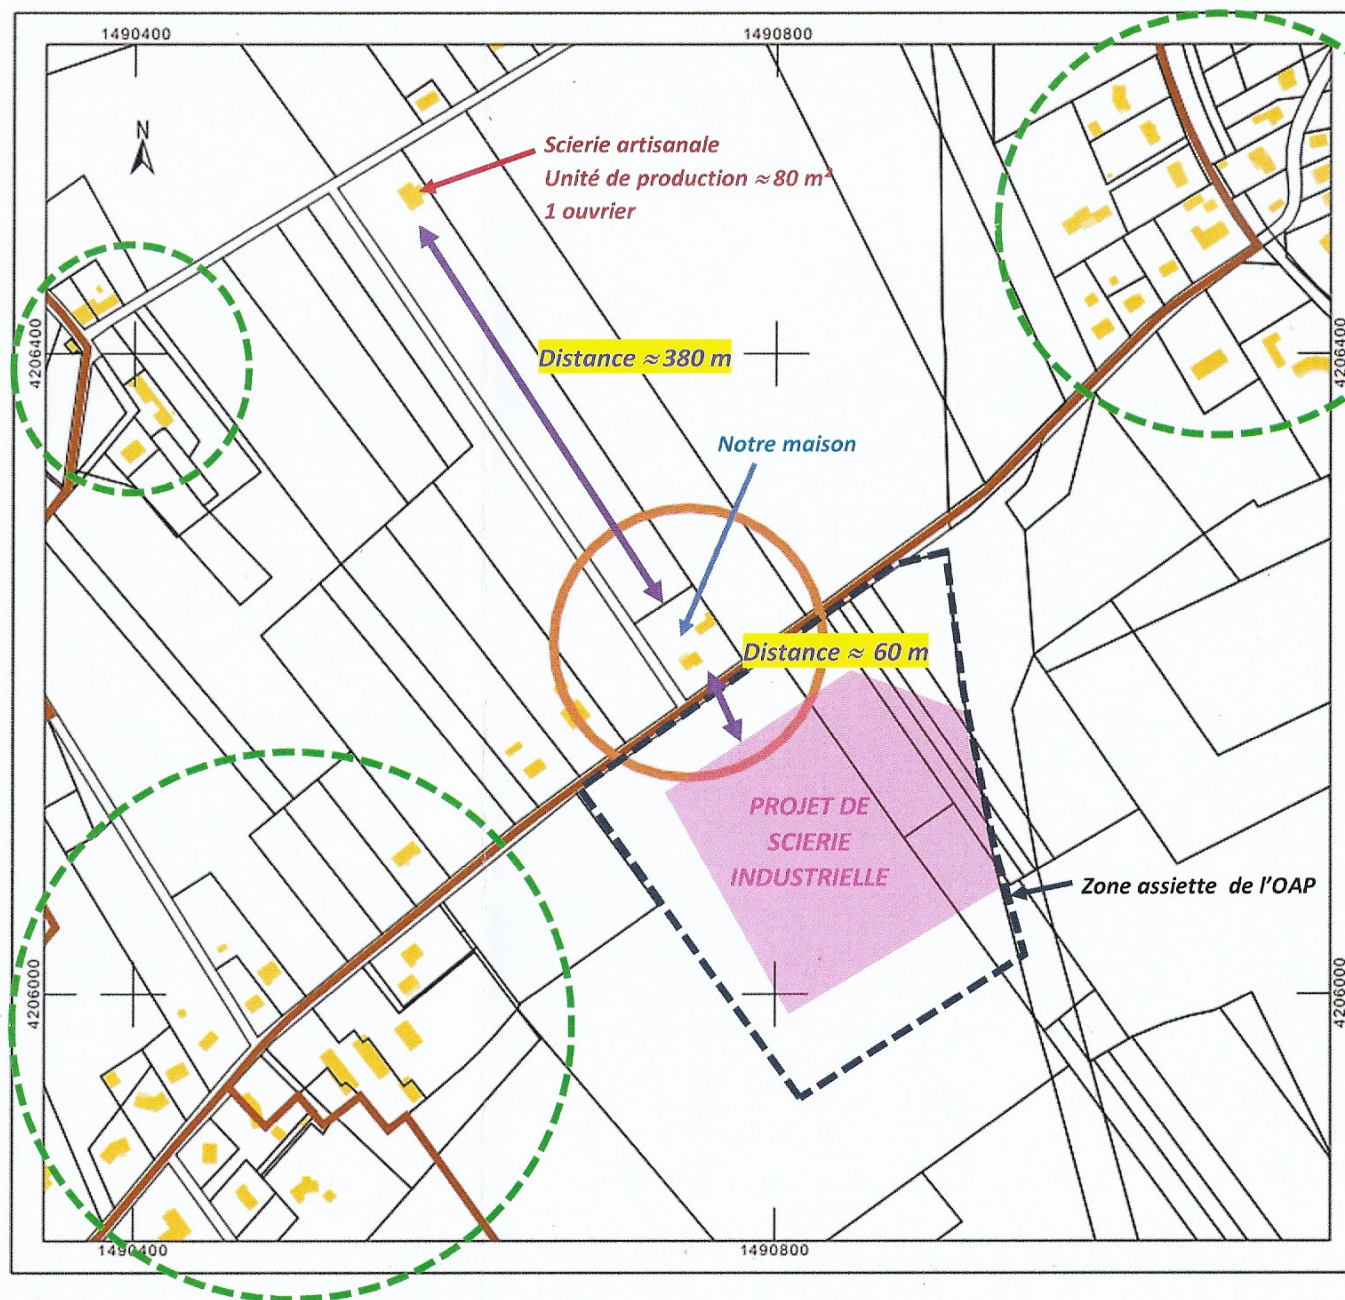 1490400
1490800
N
Scierie artisanale
Unité de production ≈ 80 m²
1 ouvrier
4206400
4206400
Distance ≈ 380 m
Notre maison
Distance ≈ 60 m
PROJET DE
SCIERIE
INDUSTRIELLE
Zone assiette de l'OAP
4206000
4206000
1490400
1490800